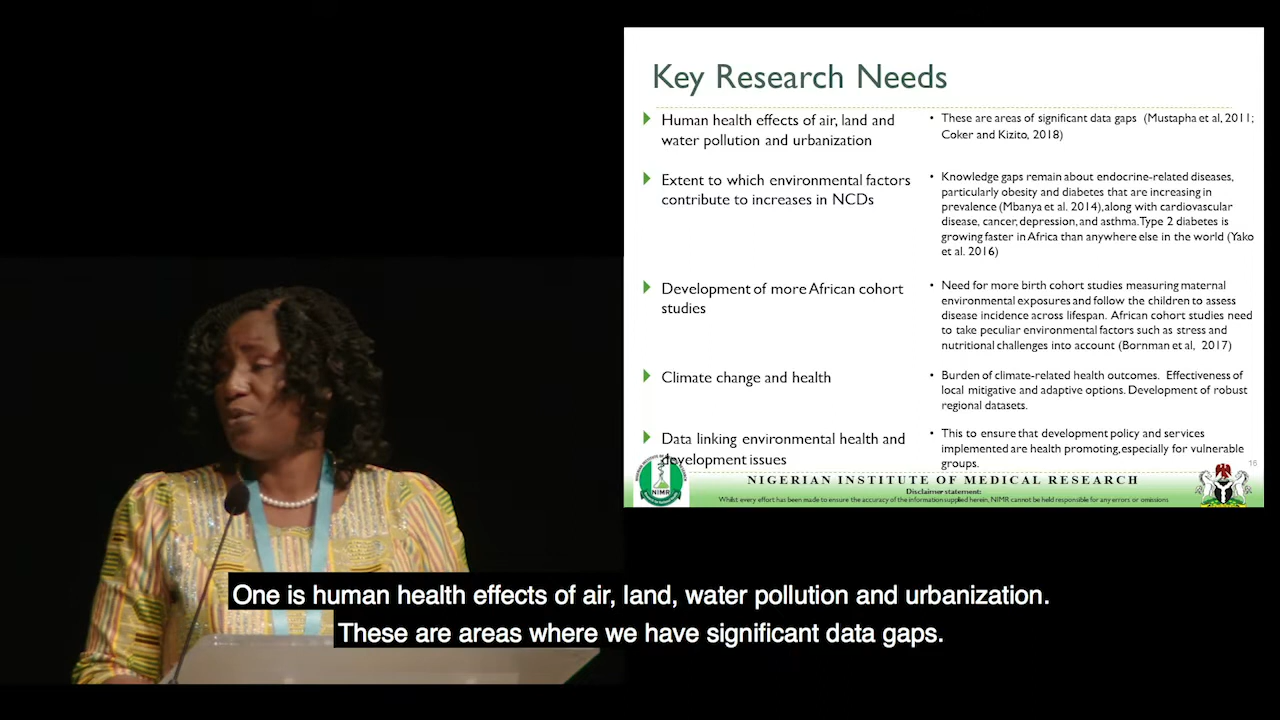 Key Research Needs
Human health effects of air, land and
water pollution and urbanization
• These are areas of significant data gaps (Mustapha et al, 2011;
Coker and Kizito, 2018)
Extent to which environmental factors
contribute to increases in NCDs
• Knowledge gaps remain about endocrine-related diseases,
particularly obesity and diabetes that are increasing in
prevalence (Mbanya et al. 2014), along with cardiovascular
disease, cancer, depression, and asthma. Type 2 diabetes is
growing faster in Africa than anywhere else in the world (Yako
et al. 2016)
Development of more African cohort
studies
• Need for more birth cohort studies measuring maternal
environmental exposures and follow the children to assess
disease incidence across lifespan. African cohort studies need
to take peculiar environmental factors such as stress and
nutritional challenges into account (Bornman et al, 2017)
Climate change and health
• Burden of climate-related health outcomes. Effectiveness of
local mitigative and adaptive options. Development of robust
regional datasets.
Data linking environmental health and
development issues
• This to ensure that development policy and services
implemented are health promoting, especially for vulnerable
groups.
16
NIMR
NIGERIAN INSTITUTE OF MEDICAL RESEARCH
Disclaimer statement:
Whilst every effort has been made to ensure the accuracy of the information supplied herein, NIMR cannot be held responsible for any errors or omissions
One is human health effects of air, land, water pollution and urbanization.
These are areas where we have significant data gaps.